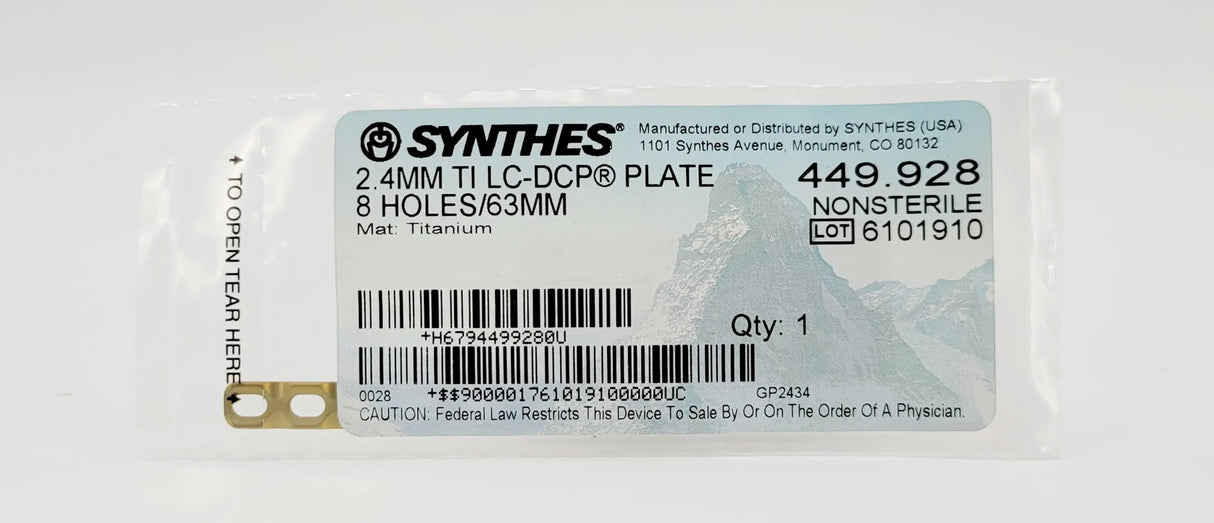 TO OPEN TEAR HERE
SYNTHES®
Manufactured or Distributed by SYNTHES (USA)
1101 Synthes Avenue, Monument, CO 80132
2.4MM TI LC-DCP® PLATE
449.928
8 HOLES/63MM
NONSTERILE
Mat: Titanium
LOT 6101910
+H6794499280U
Qty: 1
0028 +$$9000001761019100000UC GP2434
CAUTION: Federal Law Restricts This Device To Sale By Or On The Order Of A Physician.